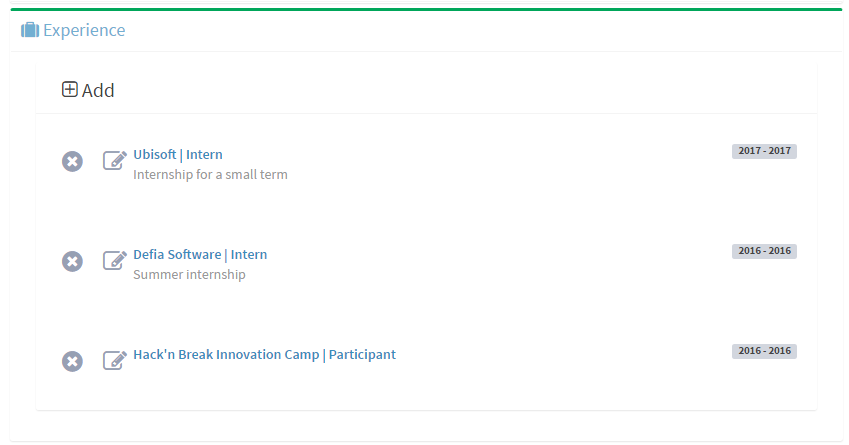 Experience
Add
Ubisoft | Intern
2017 - 2017
Internship for a small term
Defia Software | Intern
2016 - 2016
Summer internship
Hack'n Break Innovation Camp | Participant
2016 - 2016